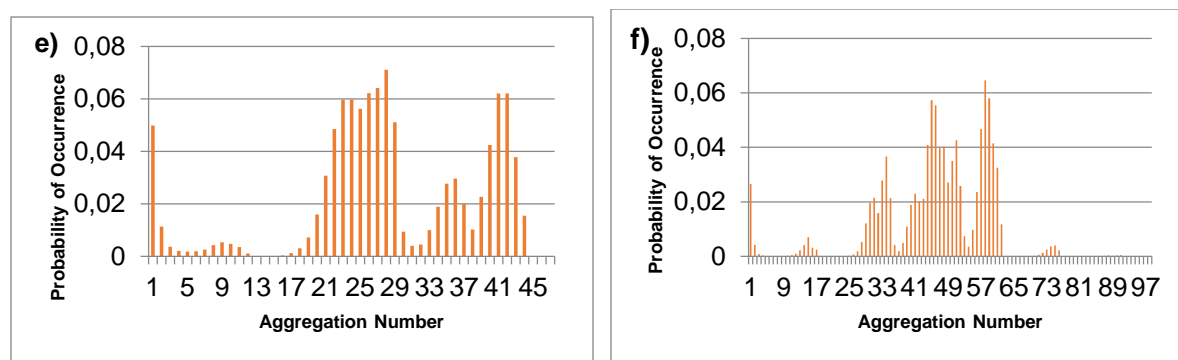 e)
Probability of Occurrence
0,08
0,06
0,04
0,02
0
1 5 9 13 17 21 25 29 33 37 41 45
Aggregation Number
f)
Probability of Occurrence
0,08
0,06
0,04
0,02
0
1 9 17 25 33 41 49 57 65 73 81 89 97
Aggregation Number